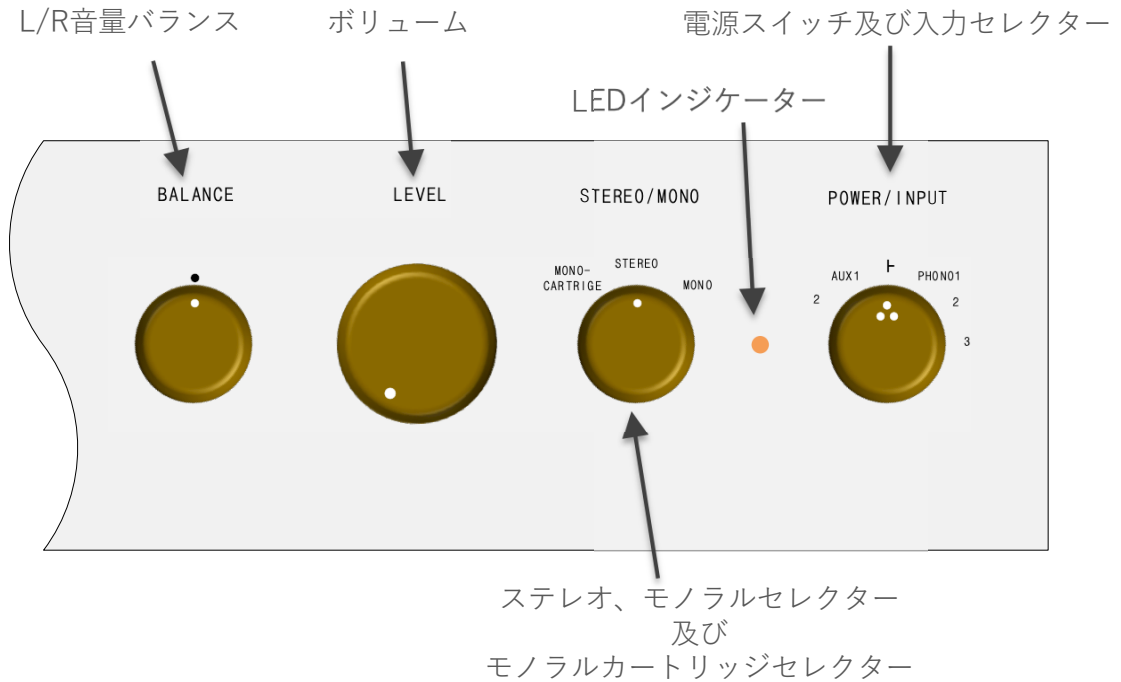 L/R音量バランス
ボリューム
電源スイッチ及び入力セレクター
LEDインジケーター
BALANCE
LEVEL
STEREO/MONO
POWER/INPUT
MONO-
CARTRIGE
STEREO
MONO
2
AUX1
PHONO1
2
3
ステレオ、モノラルセレクター
及び
モノラルカートリッジセレクター